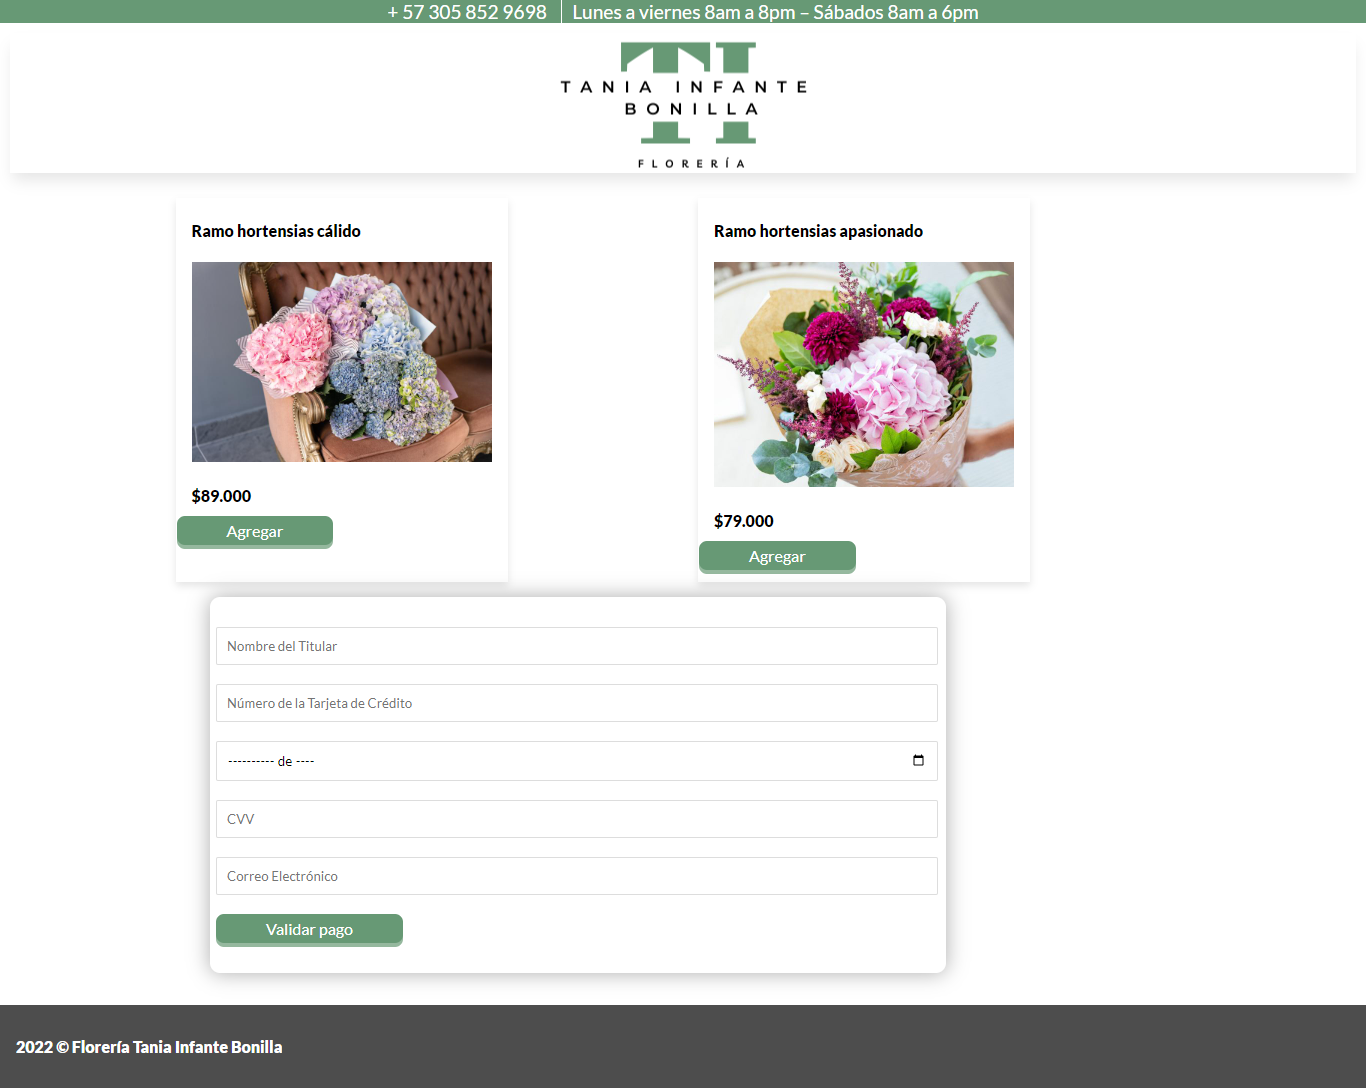 + 57 305 852 9698 Lunes a viernes 8am a 8pm – Sábados 8am a 6pm
TI
TANIA INFANTE
BONILLA
FLORERÍA
Ramo hortensias cálido
$89.000
Agregar
Ramo hortensias apasionado
$79.000
Agregar
Nombre del Titular
Número de la Tarjeta de Crédito
---------- de ----
CVV
Correo Electrónico
Validar pago
2022 © Florería Tania Infante Bonilla